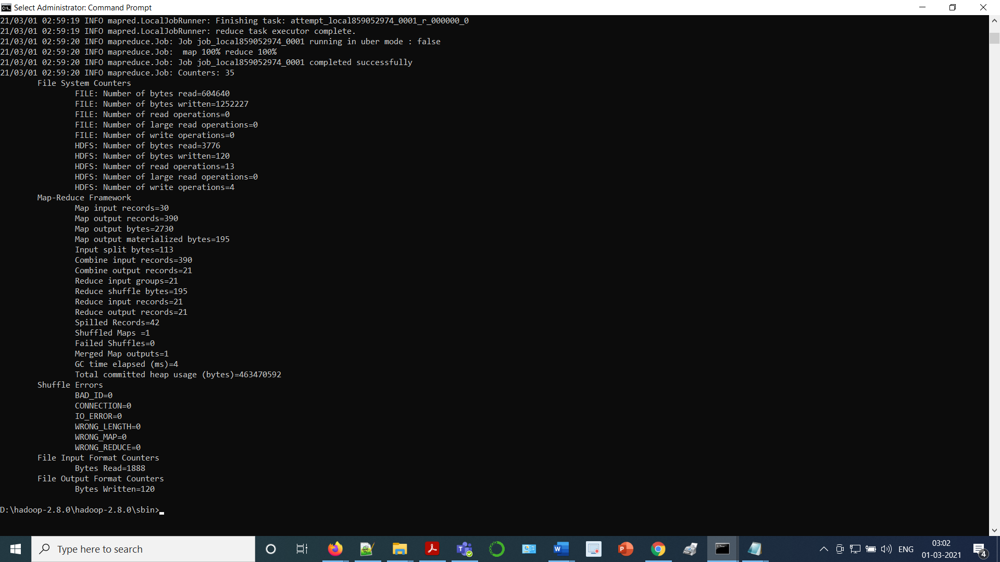 Select Administrator: Command Prompt
21/03/01 02:59:19 INFO mapred.LocalJobRunner: Finishing task: attempt_local859052974_0001_r_000000_0
21/03/01 02:59:19 INFO mapred.LocalJobRunner: reduce task executor complete.
21/03/01 02:59:20 INFO mapreduce.Job: Job job_local859052974_0001 running in uber mode : false
21/03/01 02:59:20 INFO mapreduce.Job:  map 100% reduce 100%
21/03/01 02:59:20 INFO mapreduce.Job: Job job_local859052974_0001 completed successfully
21/03/01 02:59:20 INFO mapreduce.Job: Counters: 35
File System Counters
FILE: Number of bytes read=604640
FILE: Number of bytes written=1252227
FILE: Number of read operations=0
FILE: Number of large read operations=0
FILE: Number of write operations=0
HDFS: Number of bytes read=3776
HDFS: Number of bytes written=120
HDFS: Number of read operations=13
HDFS: Number of large read operations=0
HDFS: Number of write operations=4
Map-Reduce Framework
Map input records=30
Map output records=390
Map output bytes=2730
Map output materialized bytes=195
Input split bytes=113
Combine input records=390
Combine output records=21
Reduce input groups=21
Reduce shuffle bytes=195
Reduce input records=21
Reduce output records=21
Spilled Records=42
Shuffled Maps =1
Failed Shuffles=0
Merged Map outputs=1
GC time elapsed (ms)=4
Total committed heap usage (bytes)=463470592
Shuffle Errors
BAD_ID=0
CONNECTION=0
IO_ERROR=0
WRONG_LENGTH=0
WRONG_MAP=0
WRONG_REDUCE=0
File Input Format Counters
Bytes Read=1888
File Output Format Counters
Bytes Written=120
D:\hadoop-2.8.0\hadoop-2.8.0\sbin>
Type here to search
ENG
03:02
01-03-2021
4